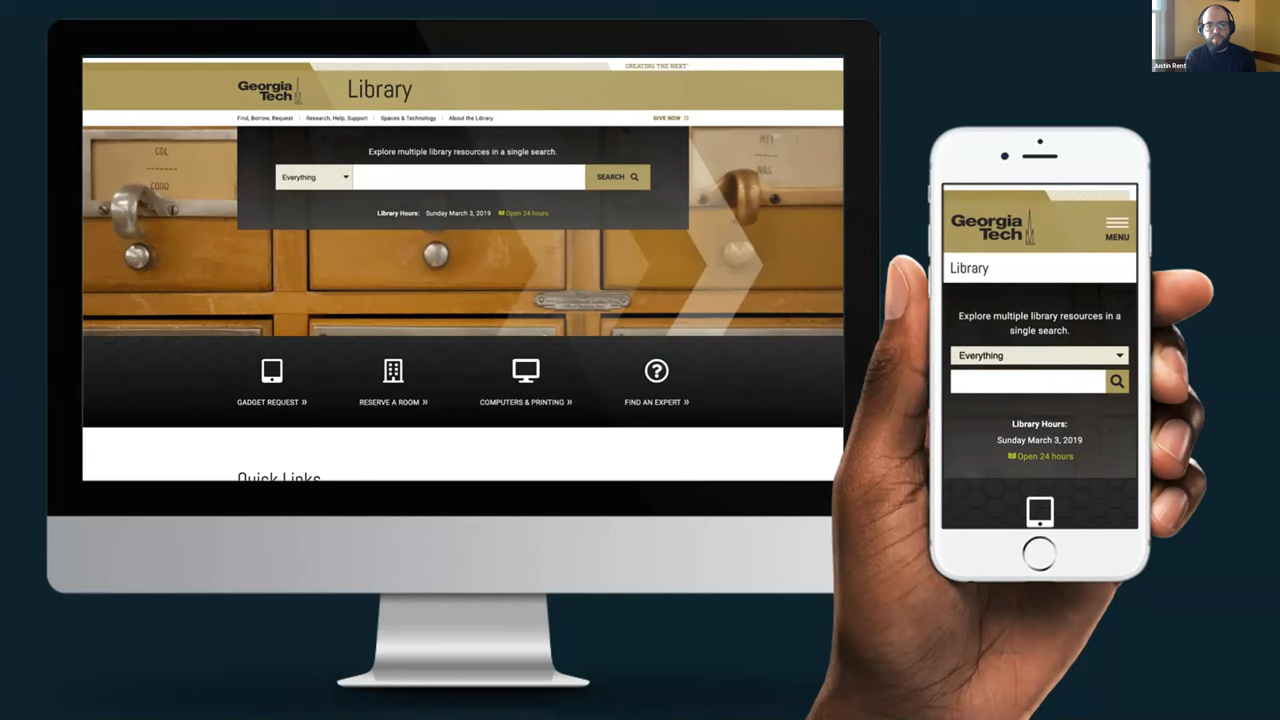 Justin Rent
CREATING THE NEXT
Georgia
Tech
Library
Find, Borrow, Request
Research, Help, Support
Spaces & Technology
About the Library
GIVE NOW
COL
Explore multiple library resources in a single search.
Everything
SEARCH
Library Hours: Sunday March 3, 2019 Open 24 hours
GADGET REQUEST
RESERVE A ROOM
COMPUTERS & PRINTING
FIND AN EXPERT
Quick Links
Georgia
Tech
MENU
Library
Explore multiple library resources in a
single search.
Everything
Library Hours:
Sunday March 3, 2019
Open 24 hours